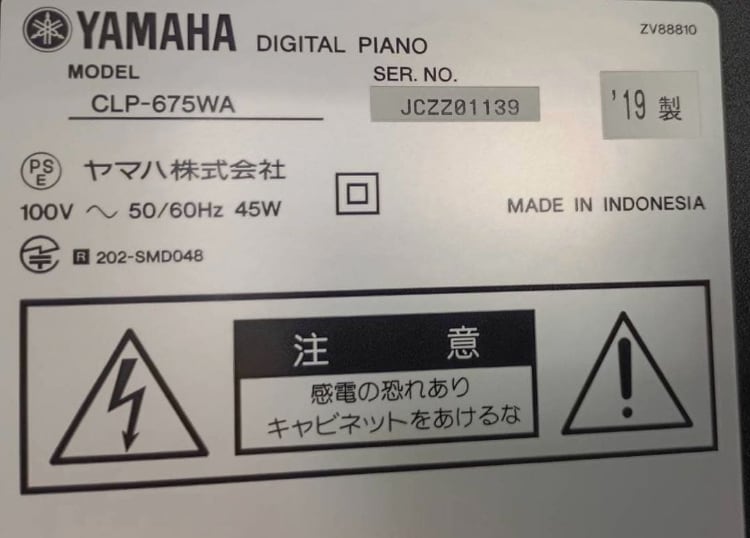 YAMAHA DIGITAL PIANO
ZV88810
MODEL
CLP-675WA
SER. NO.
JCZZ01139
'19 製
PS
E
ヤマハ株式会社
100V ～ 50/60Hz 45W
MADE IN INDONESIA
R 202-SMD048
注 意
感電の恐れあり
キャビネットをあけるな